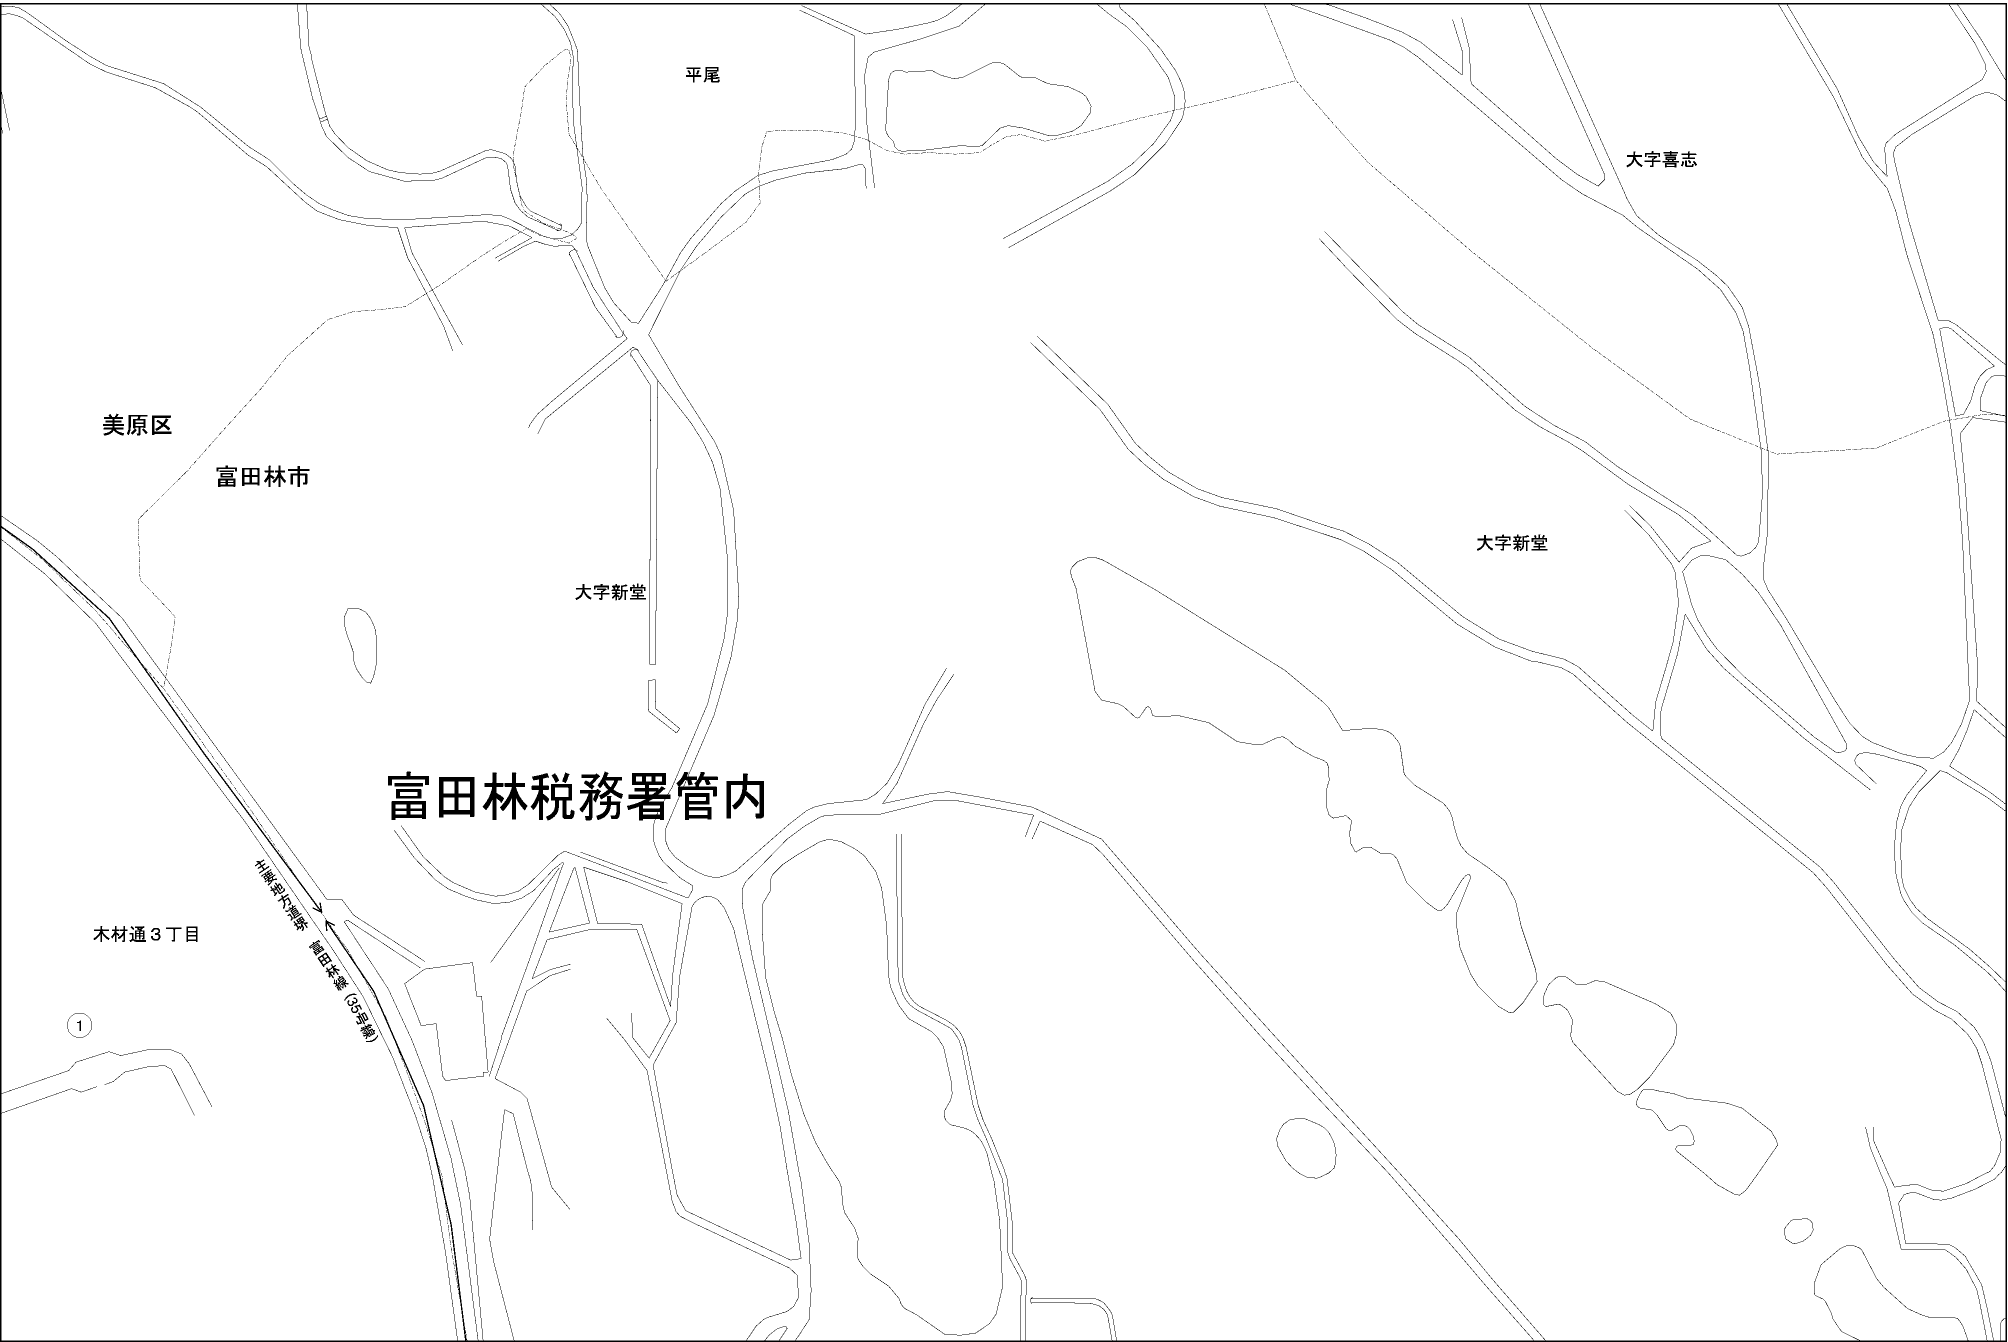 平尾
大字喜志
美原区
富田林市
大字新堂
大字新堂
富田林税務署管内
主要地方道堺 富田林線 (35号線)
木材通3丁目
1